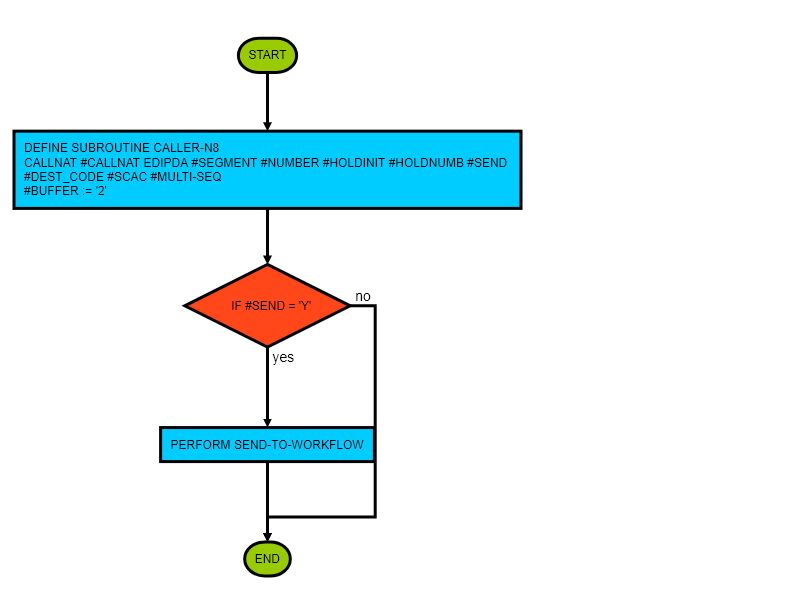 START
DEFINE SUBROUTINE CALLER-N8
CALLNAT #CALLNAT EDIPDA #SEGMENT #NUMBER #HOLDINIT #HOLDNUMB #SEND
#DEST_CODE #SCAC #MULTI-SEQ
#BUFFER := '2'
IF #SEND = 'Y'
no
yes
PERFORM SEND-TO-WORKFLOW
END